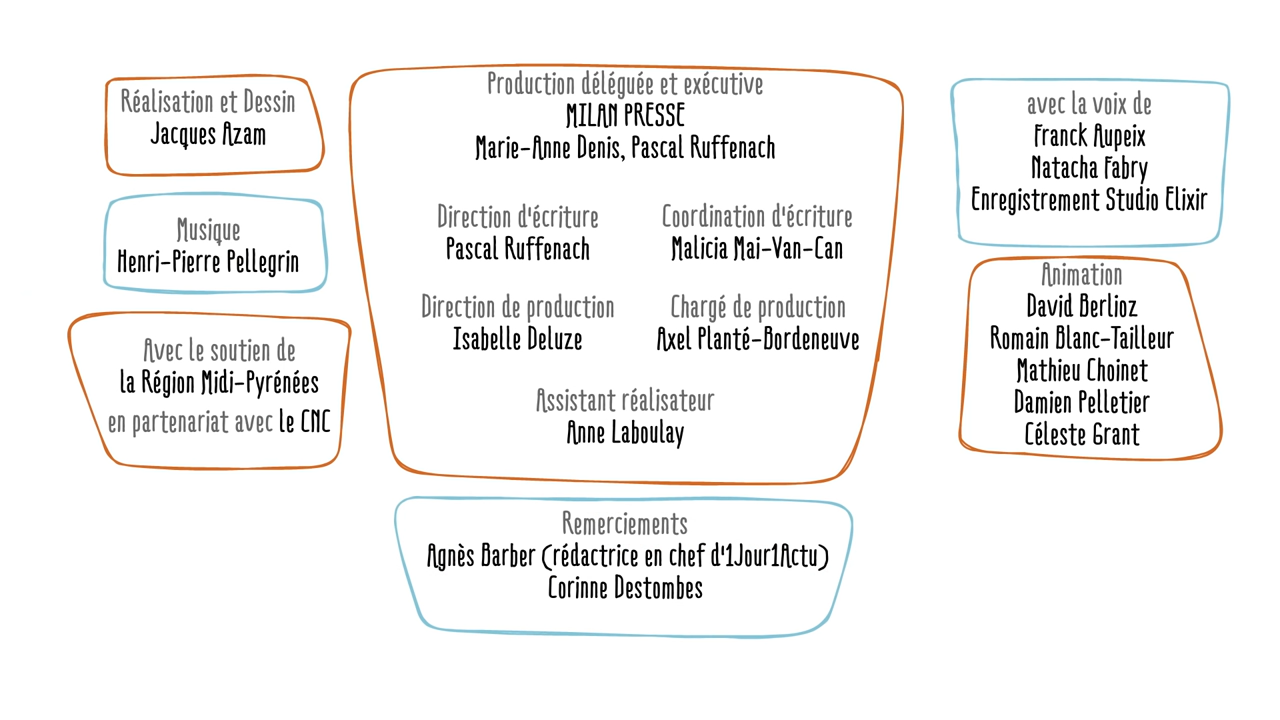 Réalisation et Dessin
Jacques Azam
Musique
Henri-Pierre Pellegrin
Avec le soutien de
la Région Midi-Pyrénées
en partenariat avec le CNC
Production déléguée et exécutive
MILAN PRESSE
Marie-Anne Denis, Pascal Ruffenach
Direction d'écriture
Pascal Ruffenach
Coordination d'écriture
Malicia Mai-Van-Can
Direction de production
Isabelle Deluze
Chargé de production
Axel Planté-Bordeneuve
Assistant réalisateur
Anne Laboulay
Remerciements
Agnès Barber (rédactrice en chef d'1Jour1Actu)
Corinne Destombes
avec la voix de
Franck Aupeix
Natacha Fabry
Enregistrement Studio Elixir
Animation
David Berlioz
Romain Blanc-Tailleur
Mathieu Choinet
Damien Pelletier
Céleste Grant